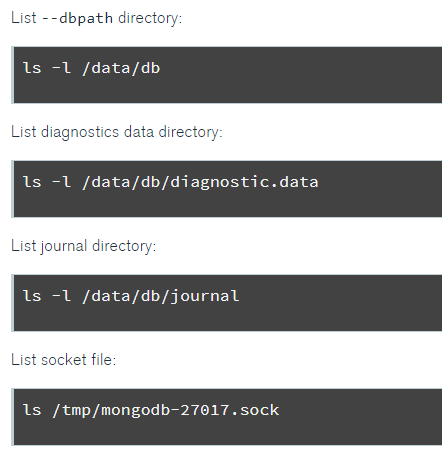 List --dbpath directory:
ls -l /data/db
List diagnostics data directory:
ls -l /data/db/diagnostic.data
List journal directory:
ls -l /data/db/journal
List socket file:
ls /tmp/mongodb-27017.sock